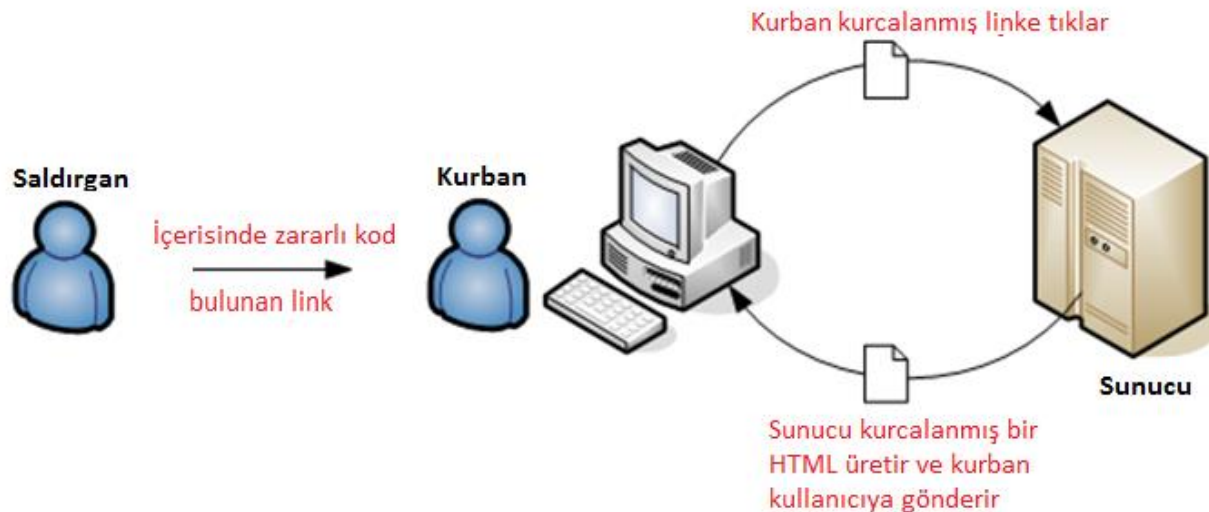 Kurban kurcalanmış linke tıklar
Saldırgan
Kurban
İçerisinde zararlı kod
bulunan link
Sunucu
Sunucu kurcalanmış bir
HTML üretir ve kurban
kullanıcıya gönderir